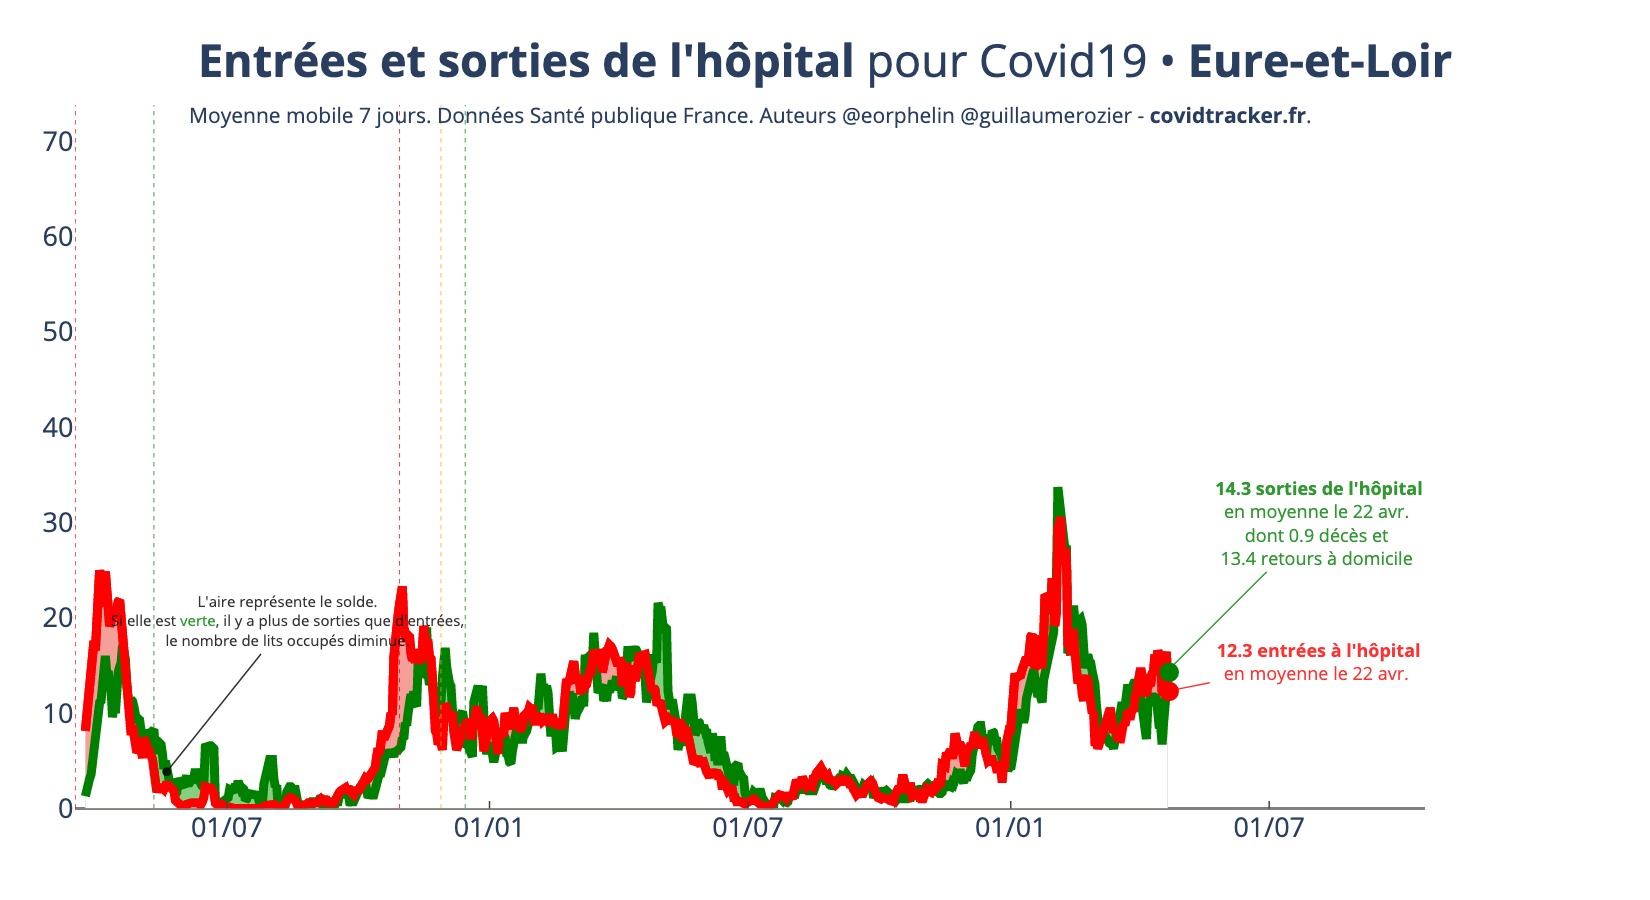 Entrées et sorties de l'hôpital pour Covid19 • Eure-et-Loir
Moyenne mobile 7 jours. Données Santé publique France. Auteurs @eorphelin @guillaumerozier - covidtracker.fr.
70
60
50
40
30
20
10
0
L'aire représente le solde.
Si elle est verte, il y a plus de sorties que d'entrées,
le nombre de lits occupés diminue.
14.3 sorties de l'hôpital
en moyenne le 22 avr.
dont 0.9 décès et
13.4 retours à domicile
12.3 entrées à l'hôpital
en moyenne le 22 avr.
01/07
01/01
01/07
01/01
01/07